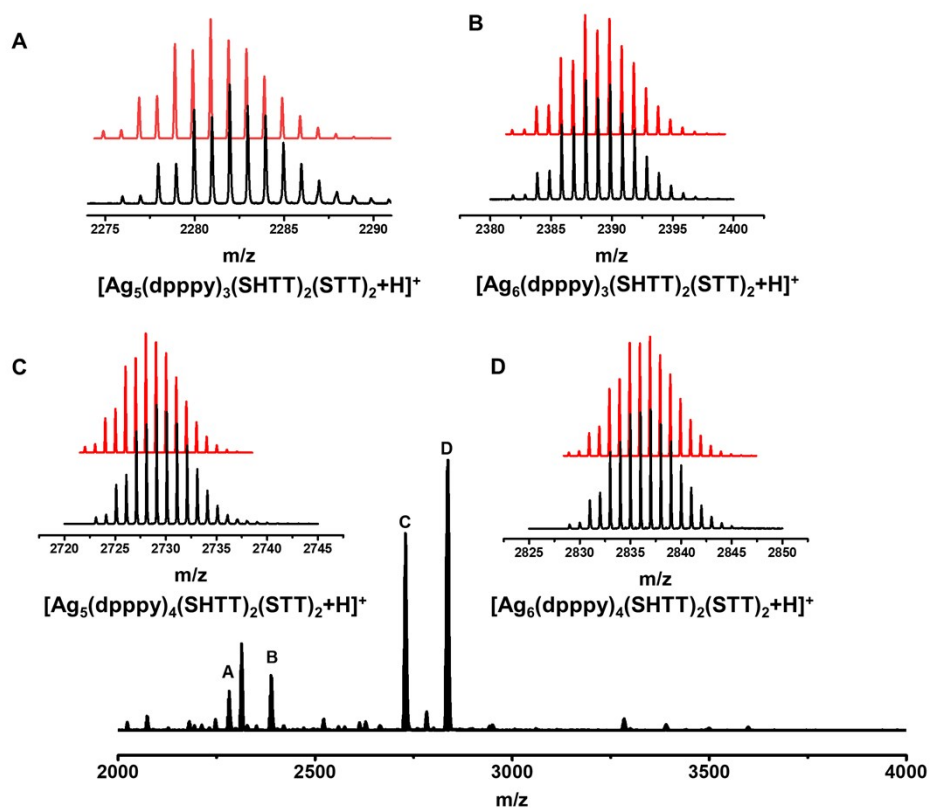 A
2275 2280 2285 2290
m/z
[Ag₅(dpppy)₃(SHTT)₂(STT)₂+H]⁺
B
2380 2385 2390 2395 2400
m/z
[Ag₆(dpppy)₃(SHTT)₂(STT)₂+H]⁺
C
2720 2725 2730 2735 2740 2745
m/z
[Ag₅(dpppy)₄(SHTT)₂(STT)₂+H]⁺
D
2825 2830 2835 2840 2845 2850
m/z
[Ag₆(dpppy)₄(SHTT)₂(STT)₂+H]⁺
A
B
C
D
2000 2500 3000 3500 4000
m/z